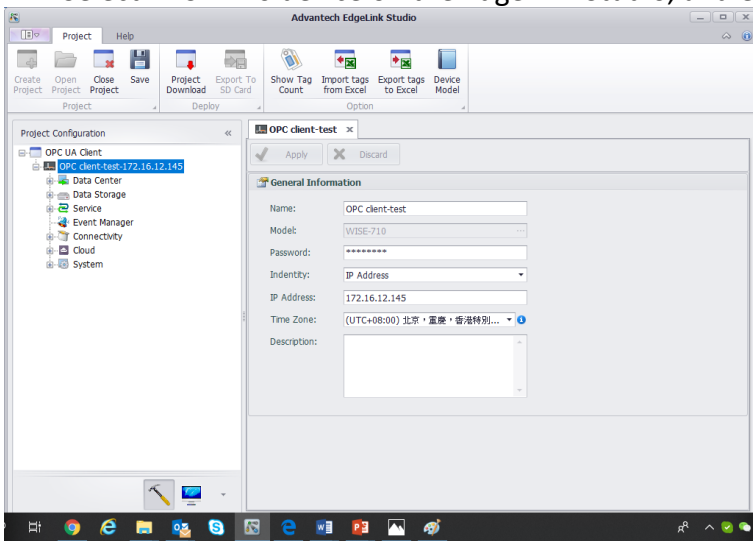 Advantech EdgeLink Studio
Project Help
Create Project
Open Project
Close Project
Save
Project Download
Export To SD Card
Show Tag Count
Import tags from Excel
Export tags to Excel
Device Model
Project
Deploy
Option
Project Configuration «
OPC UA Client
OPC client-test-172.16.12.145
Data Center
Data Storage
Service
Event Manager
Connectivity
Cloud
System
OPC client-test ×
Apply Discard
General Information
Name: OPC client-test
Model: WISE-710 ...
Password: ********
Indentity: IP Address
IP Address: 172.16.12.145
Time Zone: (UTC+08:00) 北京，重慶，香港特別...
Description: